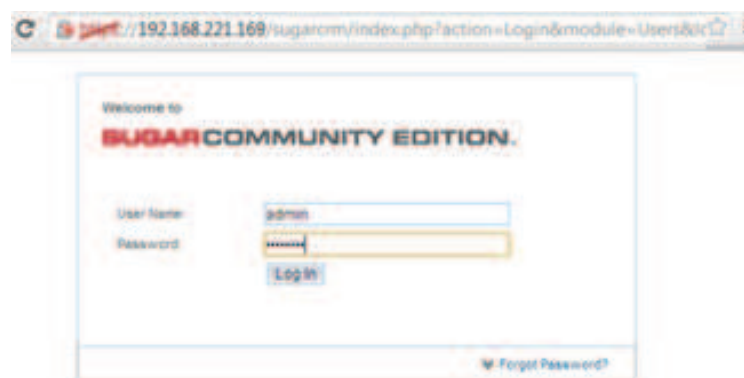 https://192.168.221.169/sugarcrm/index.php?action=Login&module=Users&
Welcome to
SUGARCOMMUNITY EDITION.
User Name admin
Password ••••••••
Log In
Forgot Password?